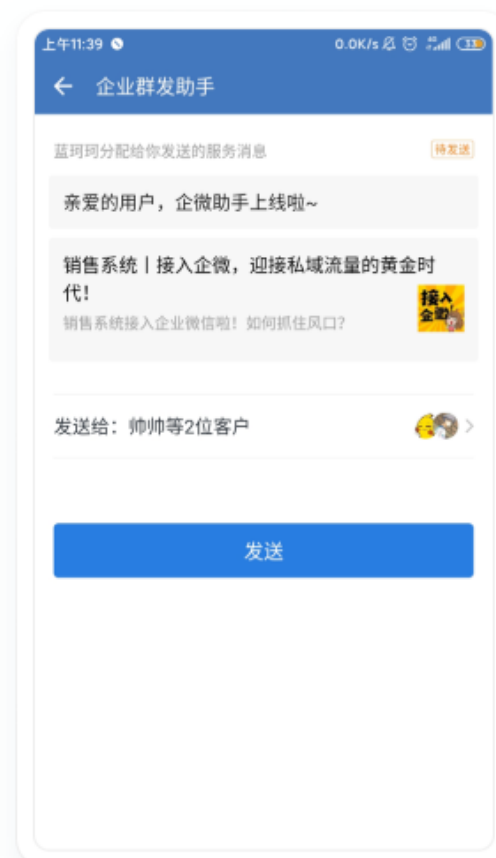 上午11:39
0.0K/s 4G 33
企业群发助手
蓝珂珂分配给你发送的服务消息 待发送
亲爱的用户，企微助手上线啦~
销售系统丨接入企微，迎接私域流量的黄金时
代！
销售系统接入企业微信啦！如何抓住风口？
接入
企微
发送给：帅帅等2位客户
发送